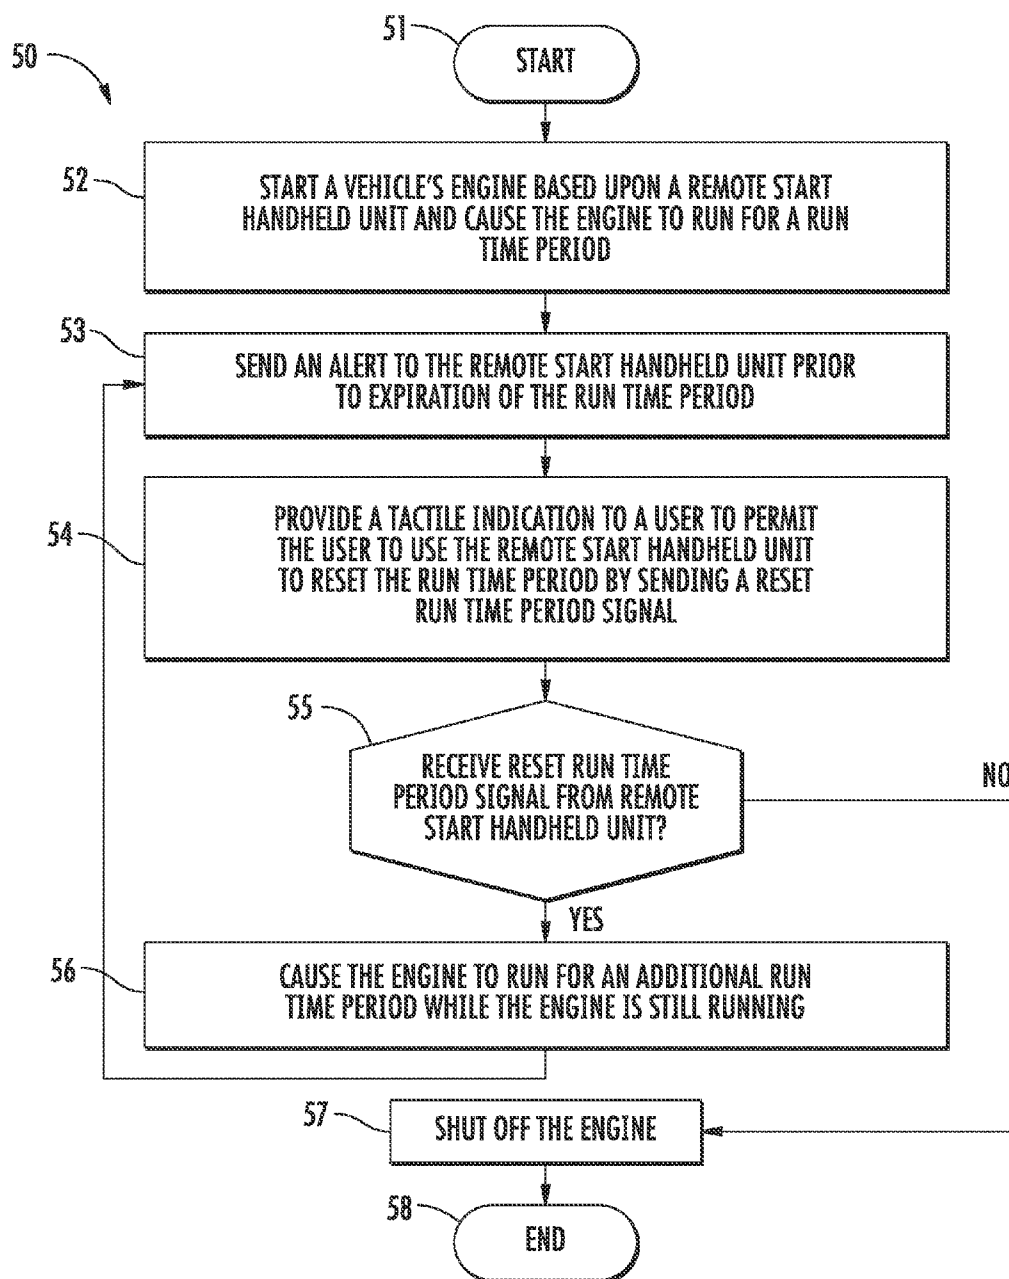 51
START
50
52
START A VEHICLE'S ENGINE BASED UPON A REMOTE START
HANDHELD UNIT AND CAUSE THE ENGINE TO RUN FOR A RUN
TIME PERIOD
53
SEND AN ALERT TO THE REMOTE START HANDHELD UNIT PRIOR
TO EXPIRATION OF THE RUN TIME PERIOD
54
PROVIDE A TACTILE INDICATION TO A USER TO PERMIT
THE USER TO USE THE REMOTE START HANDHELD UNIT
TO RESET THE RUN TIME PERIOD BY SENDING A RESET
RUN TIME PERIOD SIGNAL
55
RECEIVE RESET RUN TIME
PERIOD SIGNAL FROM REMOTE
START HANDHELD UNIT?
NO
YES
56
CAUSE THE ENGINE TO RUN FOR AN ADDITIONAL RUN
TIME PERIOD WHILE THE ENGINE IS STILL RUNNING
57
SHUT OFF THE ENGINE
58
END